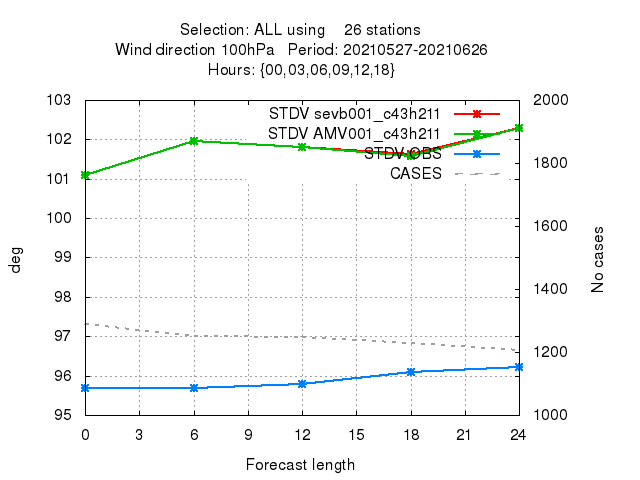 Selection: ALL using    26 stations
Wind direction 100hPa   Period: 20210527-20210626
Hours: {00,03,06,09,12,18}
103
102
101
100
99
98
97
96
95
deg
2000
1800
1600
1400
1200
1000
No cases
STDV sevb001_c43h211
STDV AMV001_c43h211
STDV OBS
CASES
0 3 6 9 12 15 18 21 24
Forecast length